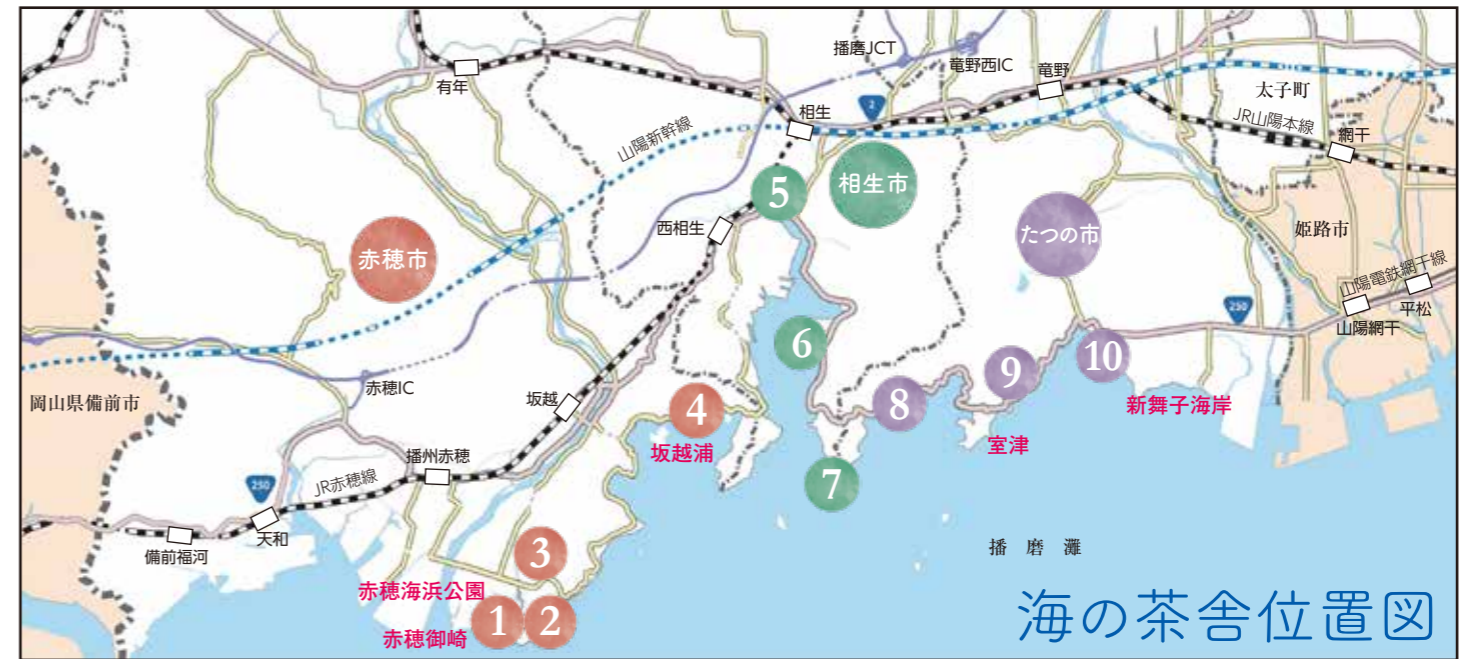 播磨JCT
竜野西IC
竜野
有年
太子町
相生
2
JR山陽本線
網干
山陽新幹線
5
相生市
西相生
たつの市
姫路市
赤穂市
山陽電鉄網干線
平松
250
山陽網干
6
10
9
赤穂IC
8
新舞子海岸
岡山県備前市
坂越
4
坂越浦
室津
播州赤穂
7
250
JR赤穂線
天和
備前福河
3
播磨灘
赤穂海浜公園
1
2
赤穂御崎
海の茶舎位置図